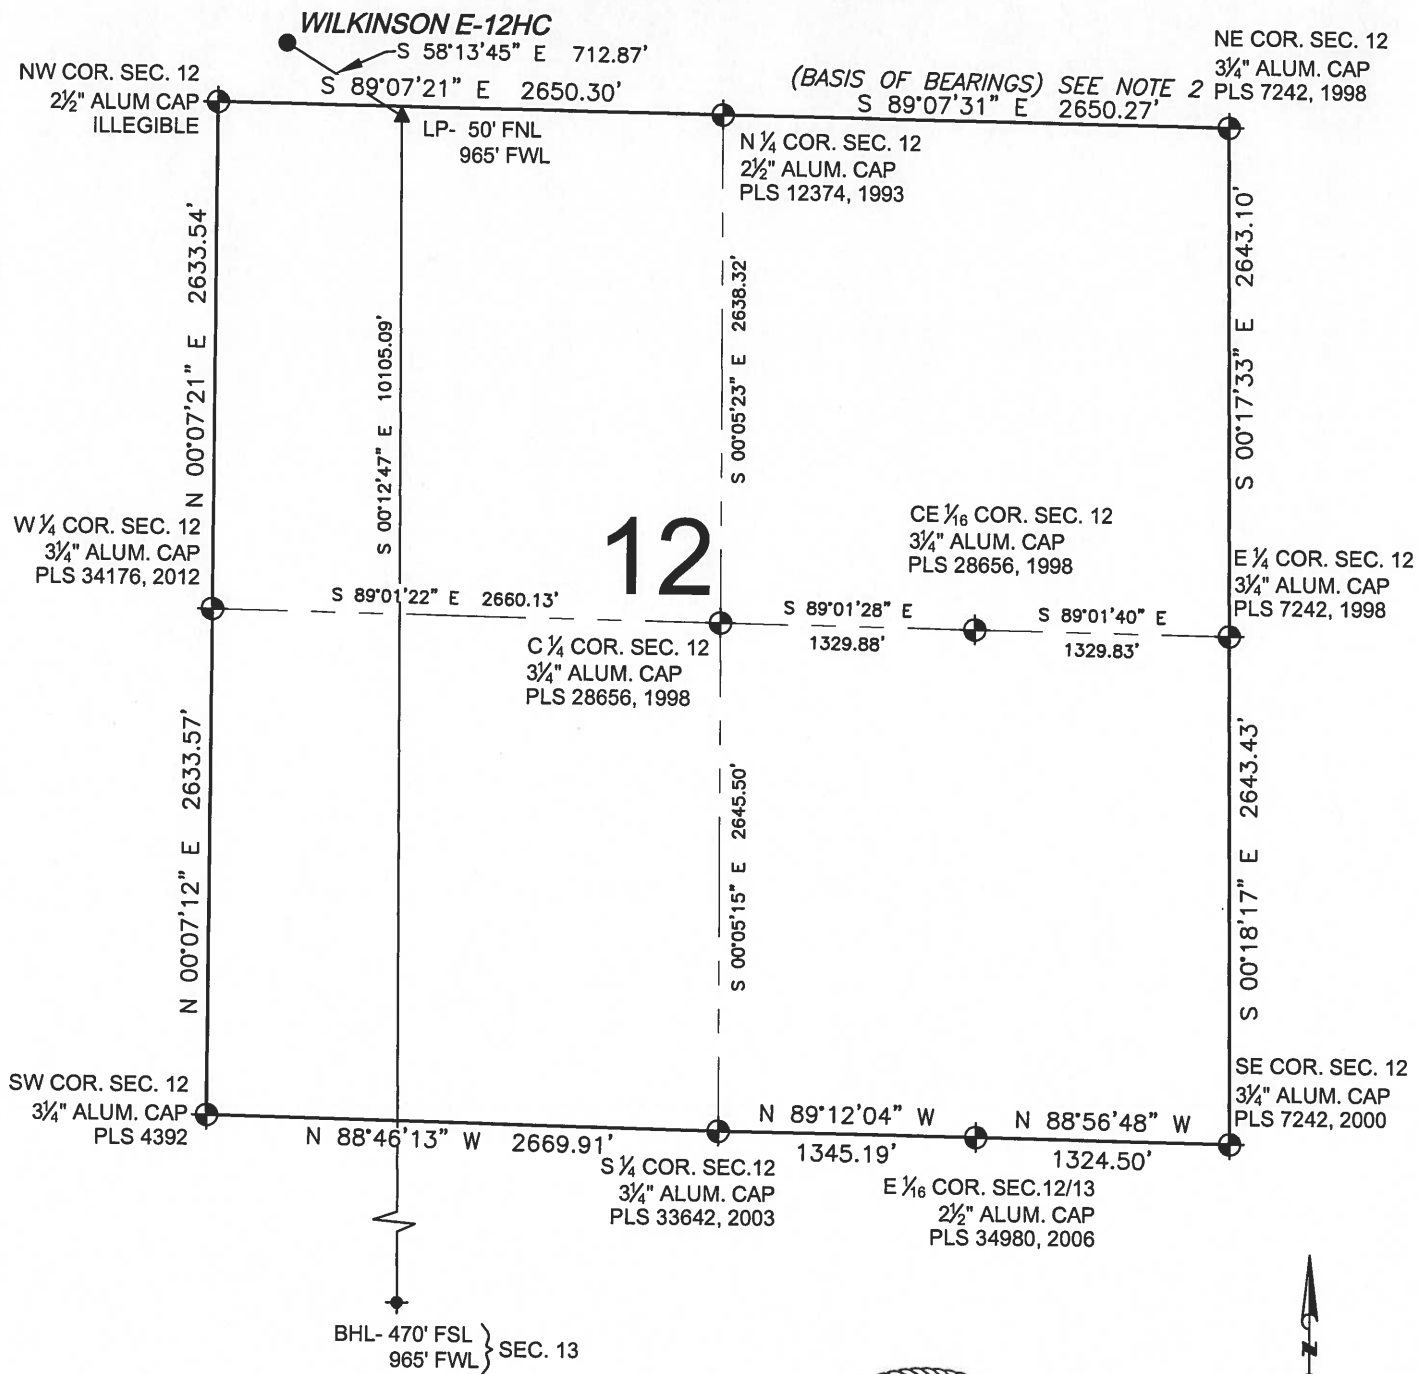 WILKINSON E-12HC
S 58°13'45" E 712.87'
NW COR. SEC. 12
2½" ALUM CAP
ILLEGIBLE
S 89°07'21" E 2650.30'
(BASIS OF BEARINGS) SEE NOTE 2
S 89°07'31" E 2650.27'
NE COR. SEC. 12
3¼" ALUM. CAP
PLS 7242, 1998
LP- 50' FNL
965' FWL
N ¼ COR. SEC. 12
2½" ALUM. CAP
PLS 12374, 1993
N 00°07'21" E 2633.54'
S 00°12'47" E 10105.09'
S 00°05'23" E 2638.32'
S 00°17'33" E 2643.10'
W ¼ COR. SEC. 12
3¼" ALUM. CAP
PLS 34176, 2012
12
CE 1⁄16 COR. SEC. 12
3¼" ALUM. CAP
PLS 28656, 1998
E ¼ COR. SEC. 12
3¼" ALUM. CAP
PLS 7242, 1998
S 89°01'22" E 2660.13'
S 89°01'28" E
1329.88'
S 89°01'40" E
1329.83'
C ¼ COR. SEC. 12
3¼" ALUM. CAP
PLS 28656, 1998
N 00°07'12" E 2633.57'
S 00°05'15" E 2645.50'
S 00°18'17" E 2643.43'
SW COR. SEC. 12
3¼" ALUM. CAP
PLS 4392
N 88°46'13" W 2669.91'
N 89°12'04" W
1345.19'
N 88°56'48" W
1324.50'
SE COR. SEC. 12
3¼" ALUM. CAP
PLS 7242, 2000
S ¼ COR. SEC.12
3¼" ALUM. CAP
PLS 33642, 2003
E 1⁄16 COR. SEC.12/13
2½" ALUM. CAP
PLS 34980, 2006
BHL- 470' FSL
965' FWL
SEC. 13
N